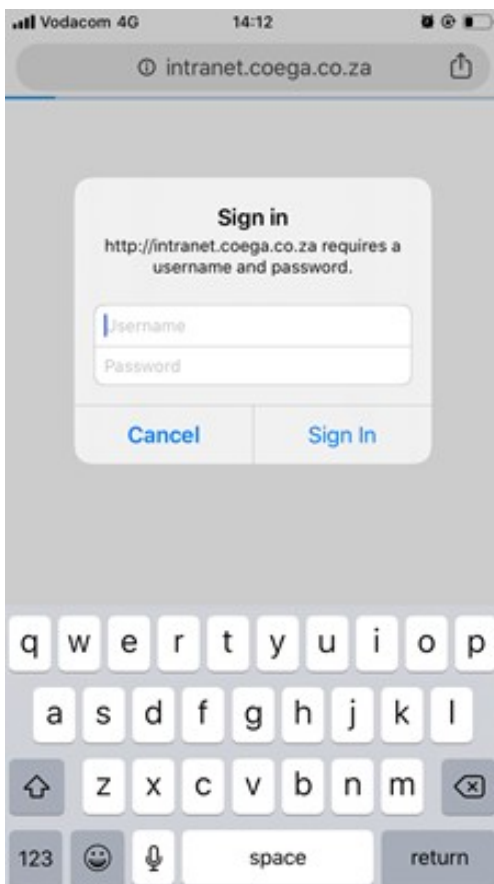 Vodacom 4G 14:12
intranet.coega.co.za
Sign in
http://intranet.coega.co.za requires a
username and password.
Username
Password
Cancel Sign In
q w e r t y u i o p
a s d f g h j k l
z x c v b n m
123 space return